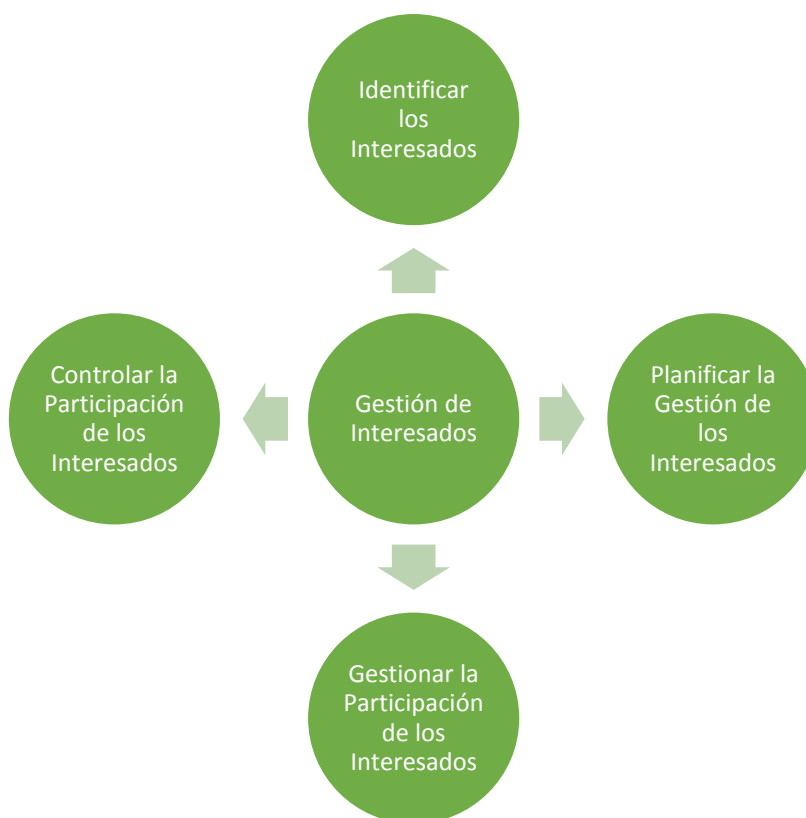 Identificar
los
Interesados
Controlar la
Participación
de los
Interesados
Gestión de
Interesados
Planificar la
Gestión de
los
Interesados
Gestionar la
Participación
de los
Interesados